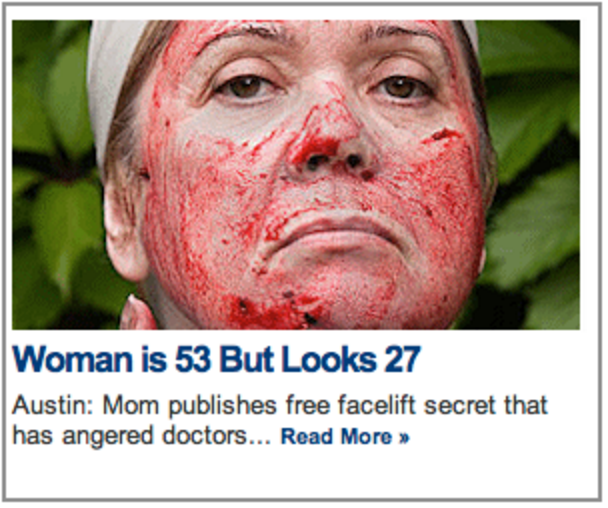 Woman is 53 But Looks 27
Austin: Mom publishes free facelift secret that
has angered doctors... Read More »